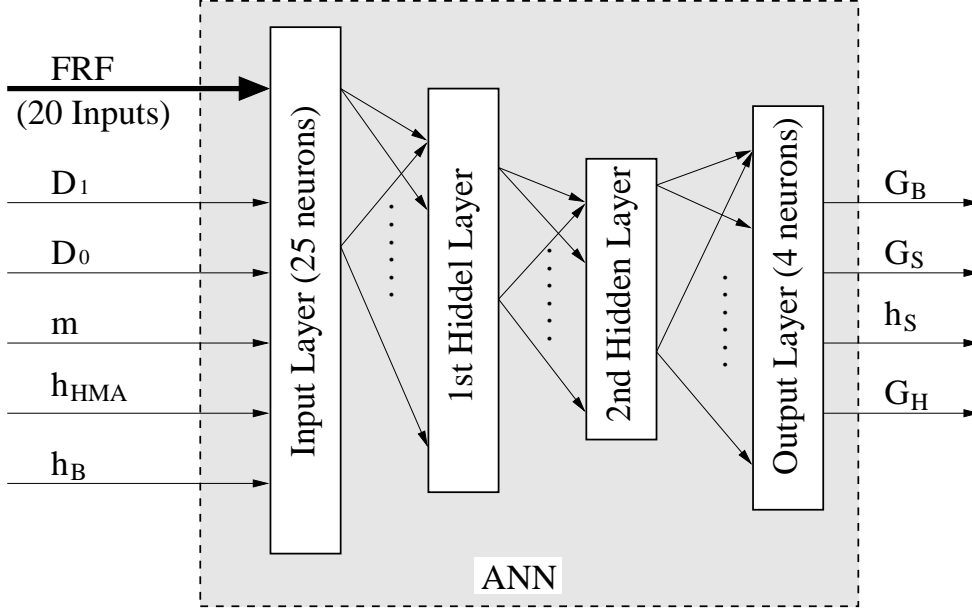 FRF
(20 Inputs)
D1
D0
m
hHMA
hB
Input Layer (25 neurons)
1st Hiddel Layer
2nd Hidden Layer
Output Layer (4 neurons)
GB
GS
hS
GH
ANN